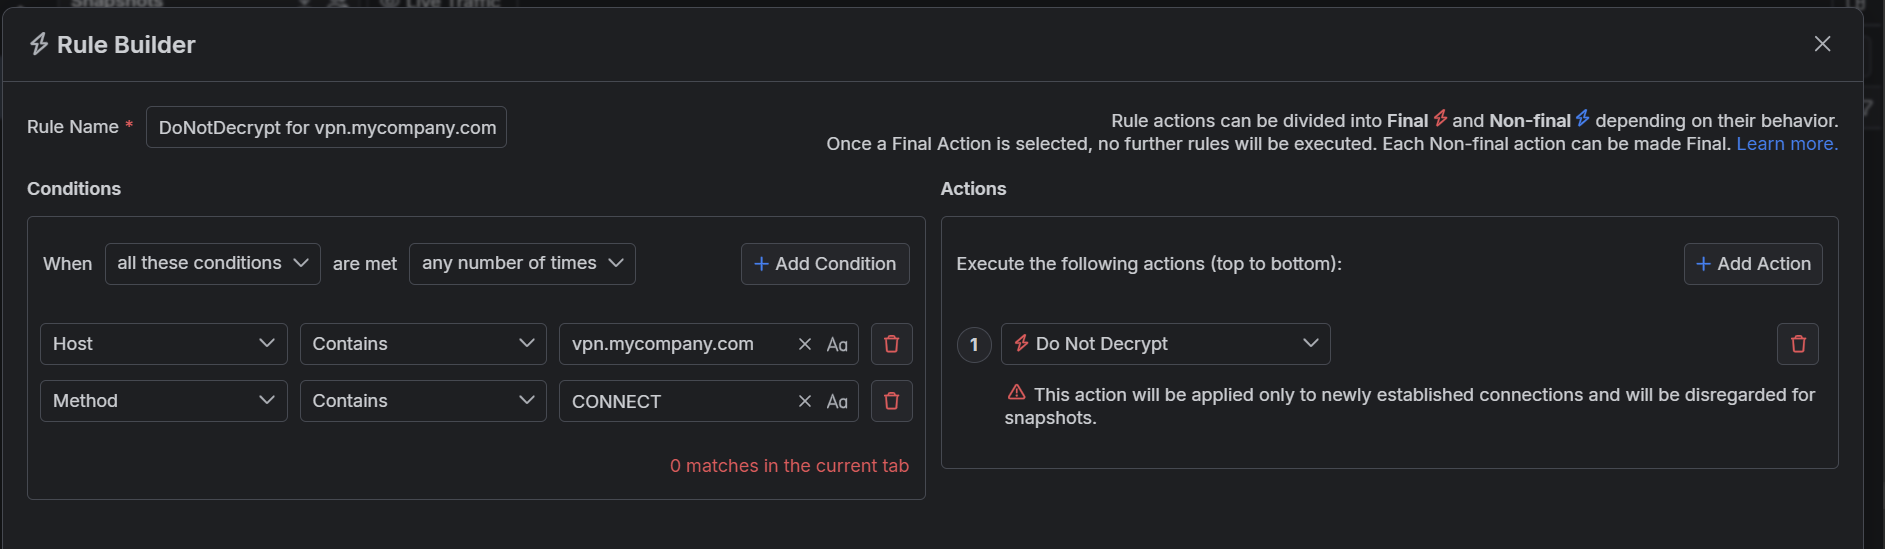 Snapshots
Live Traffic
Rule Builder
Rule Name * DoNotDecrypt for vpn.mycompany.com
Rule actions can be divided into Final and Non-final depending on their behavior.
Once a Final Action is selected, no further rules will be executed. Each Non-final action can be made Final. Learn more.
Conditions
When all these conditions are met any number of times + Add Condition
Host Contains vpn.mycompany.com Aa
Method Contains CONNECT Aa
0 matches in the current tab
Actions
Execute the following actions (top to bottom): + Add Action
1 Do Not Decrypt
This action will be applied only to newly established connections and will be disregarded for
snapshots.